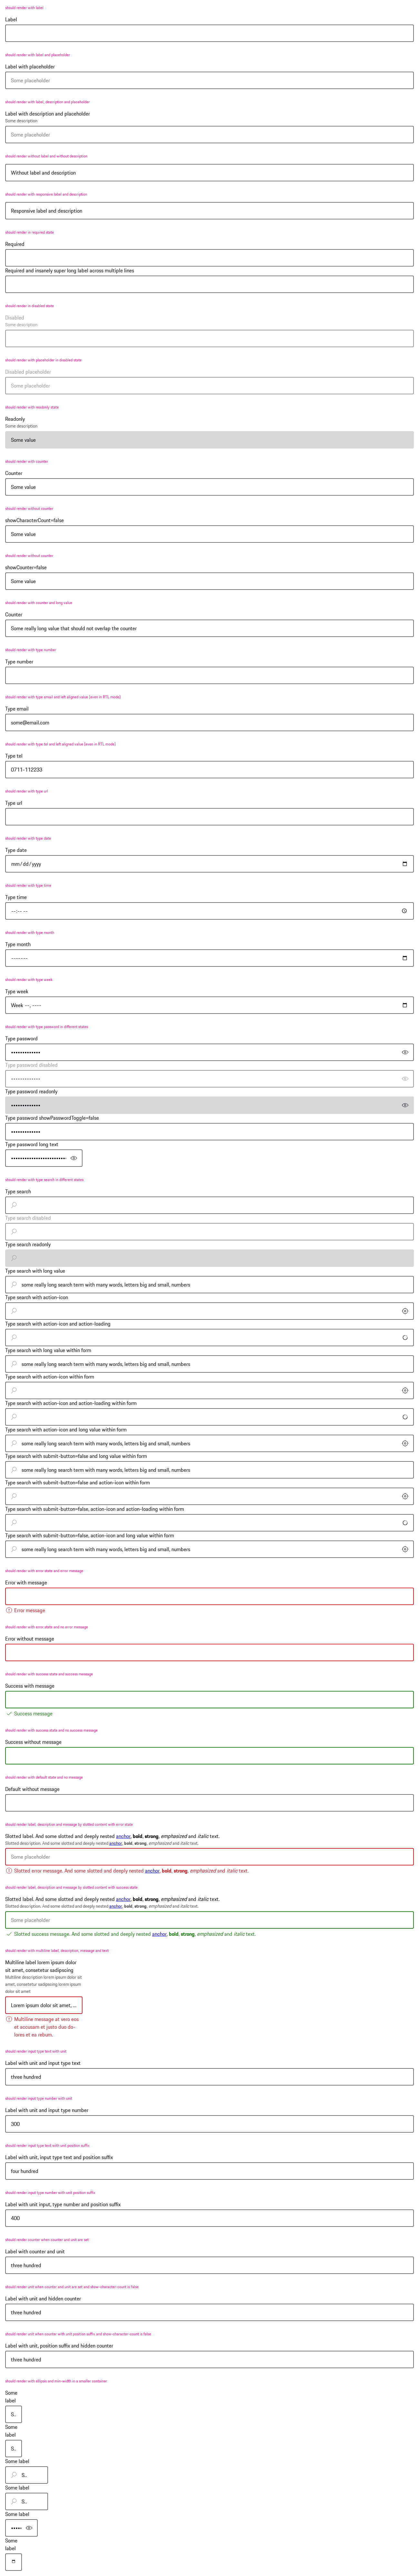 should render with label
Label
should render with label and placeholder
Label with placeholder
Some placeholder
should render with label, description and placeholder
Label with description and placeholder
Some description
Some placeholder
should render without label and without description
Without label and description
should render with responsive label and description
Responsive label and description
should render in required state
Required
Required and insanely super long label across multiple lines
should render in disabled state
Disabled
Some description
should render with placeholder in disabled state
Disabled placeholder
Some placeholder
should render with readonly state
Readonly
Some description
Some value
should render with counter
Counter
Some value
should render without counter
showCharacterCount=false
Some value
should render without counter
showCounter=false
Some value
should render with counter and long value
Counter
Some really long value that should not overlap the counter
should render with type number
Type number
should render with type email and left aligned value (even in RTL mode)
Type email
some@email.com
should render with type tel and left aligned value (even in RTL mode)
Type tel
0711-112233
should render with type url
Type url
should render with type date
Type date
mm/dd/yyyy
should render with type time
Type time
--:-- --
should render with type month
Type month
--------
should render with type week
Type week
Week --, ----
should render with type password in different states
Type password
••••••••••••••
Type password disabled
••••••••••••••
Type password readonly
••••••••••••••
Type password showPasswordToggle=false
••••••••••••••
Type password long text
••••••••••••••••••••••••••
should render with type search in different states
Type search
Type search disabled
Type search readonly
Type search with long value
some really long search term with many words, letters big and small, numbers
Type search with action-icon
Type search with action-icon and action-loading
Type search with long value within form
some really long search term with many words, letters big and small, numbers
Type search with action-icon within form
Type search with action-icon and action-loading within form
Type search with action-icon and long value within form
some really long search term with many words, letters big and small, numbers
Type search with submit-button=false and long value within form
some really long search term with many words, letters big and small, numbers
Type search with submit-button=false and action-icon within form
Type search with submit-button=false, action-icon and action-loading within form
Type search with submit-button=false, action-icon and long value within form
some really long search term with many words, letters big and small, numbers
should render with error state and error message
Error with message
Error message
should render with error state and no error message
Error without message
should render with success state and success message
Success with message
Success message
should render with success state and no success message
Success without message
should render with default state and no message
Default without message
should render label, description and message by slotted content with error state
Slotted label. And some slotted and deeply nested anchor, bold, strong, emphasized and italic text.
Slotted description. And some slotted and deeply nested anchor, bold, strong, emphasized and italic text.
Some placeholder
Slotted error message. And some slotted and deeply nested anchor, bold, strong, emphasized and italic text.
should render label, description and message by slotted content with success state
Slotted label. And some slotted and deeply nested anchor, bold, strong, emphasized and italic text.
Slotted description. And some slotted and deeply nested anchor, bold, strong, emphasized and italic text.
Some placeholder
Slotted success message. And some slotted and deeply nested anchor, bold, strong, emphasized and italic text.
should render with multiline label, description, message and text
Multiline label lorem ipsum dolor
sit amet, consetetur sadipscing
Multiline description lorem ipsum dolor sit
amet, consetetur sadipscing lorem ipsum
dolor sit amet
Lorem ipsum dolor sit amet, ...
Multiline message at vero eos
et accusam et justo duo do-
lores et ea rebum.
should render input type text with unit
Label with unit and input type text
three hundred
should render input type number with unit
Label with unit and input type number
300
should render input type text with unit position suffix
Label with unit, input type text and position suffix
four hundred
should render input type number with unit position suffix
Label with unit input, type number and position suffix
400
should render counter when counter and unit are set
Label with counter and unit
three hundred
should render unit when counter and unit are set and show-character-count is false
Label with unit and hidden counter
three hundred
should render unit when counter with unit position suffix and show-character-count is false
Label with unit, position suffix and hidden counter
three hundred
should render with ellipsis and min-width in a smaller container
Some
label
S...
Some
label
S...
Some label
S...
Some label
S...
Some label
•••••
Some
label